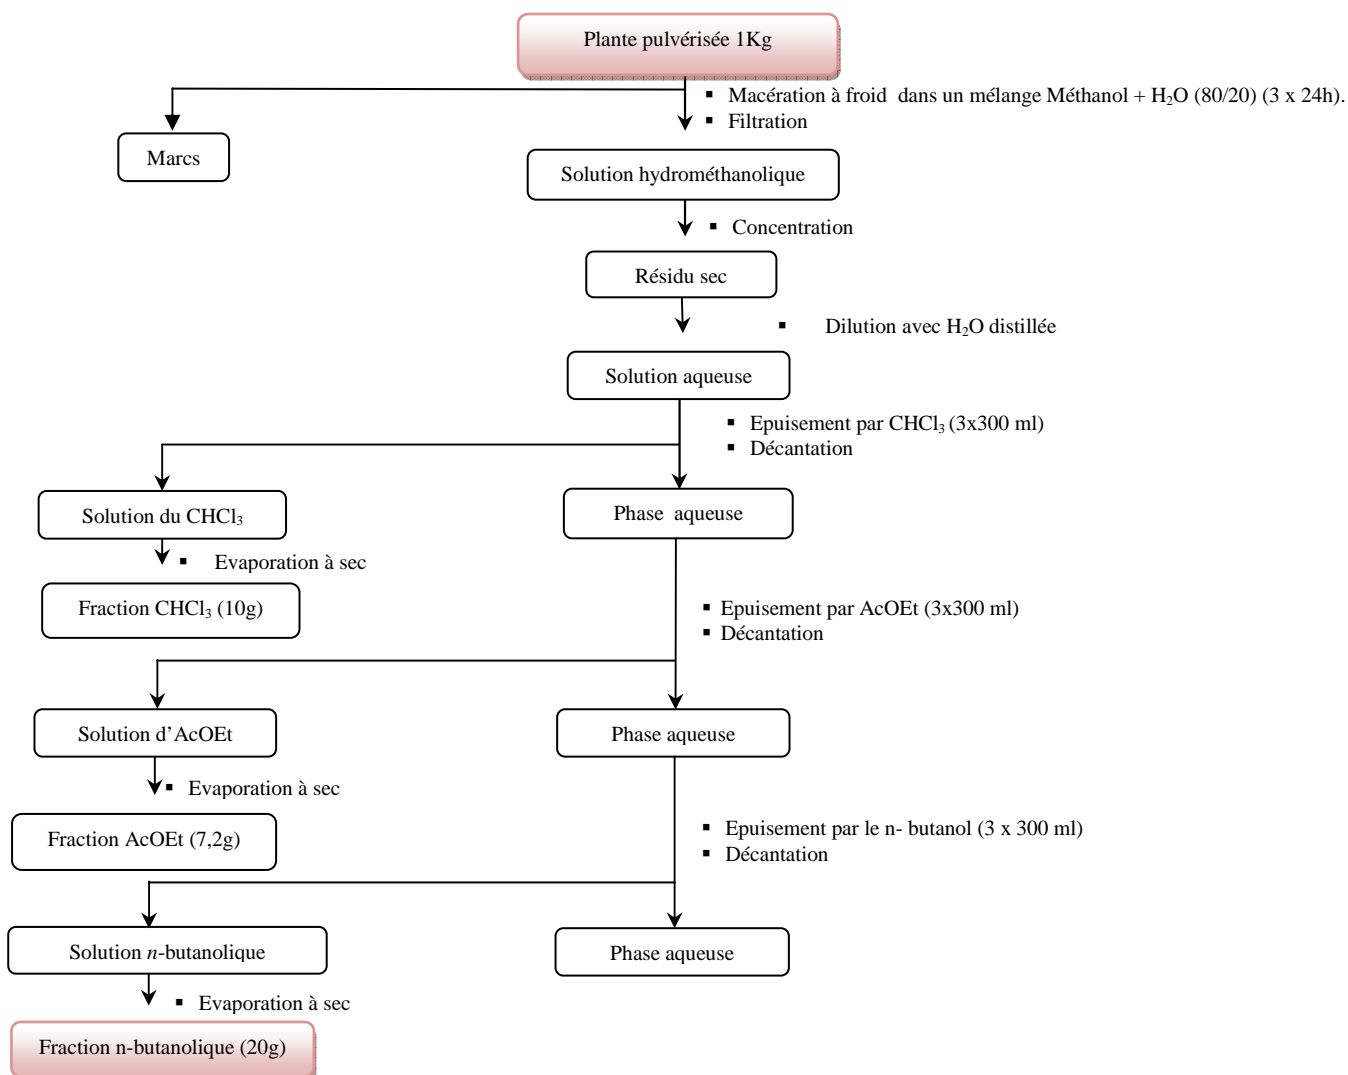 Plante pulvérisée 1Kg
▪ Macération à froid dans un mélange Méthanol + H₂O (80/20) (3 x 24h).
▪ Filtration
Marcs
Solution hydrométhanolique
▪ Concentration
Résidu sec
▪ Dilution avec H₂O distillée
Solution aqueuse
▪ Epuisement par CHCl₃ (3x300 ml)
▪ Décantation
Solution du CHCl₃
Phase aqueuse
▪ Evaporation à sec
Fraction CHCl₃ (10g)
▪ Epuisement par AcOEt (3x300 ml)
▪ Décantation
Solution d’AcOEt
Phase aqueuse
▪ Evaporation à sec
Fraction AcOEt (7,2g)
▪ Epuisement par le n- butanol (3 x 300 ml)
▪ Décantation
Solution n-butanolique
Phase aqueuse
▪ Evaporation à sec
Fraction n-butanolique (20g)